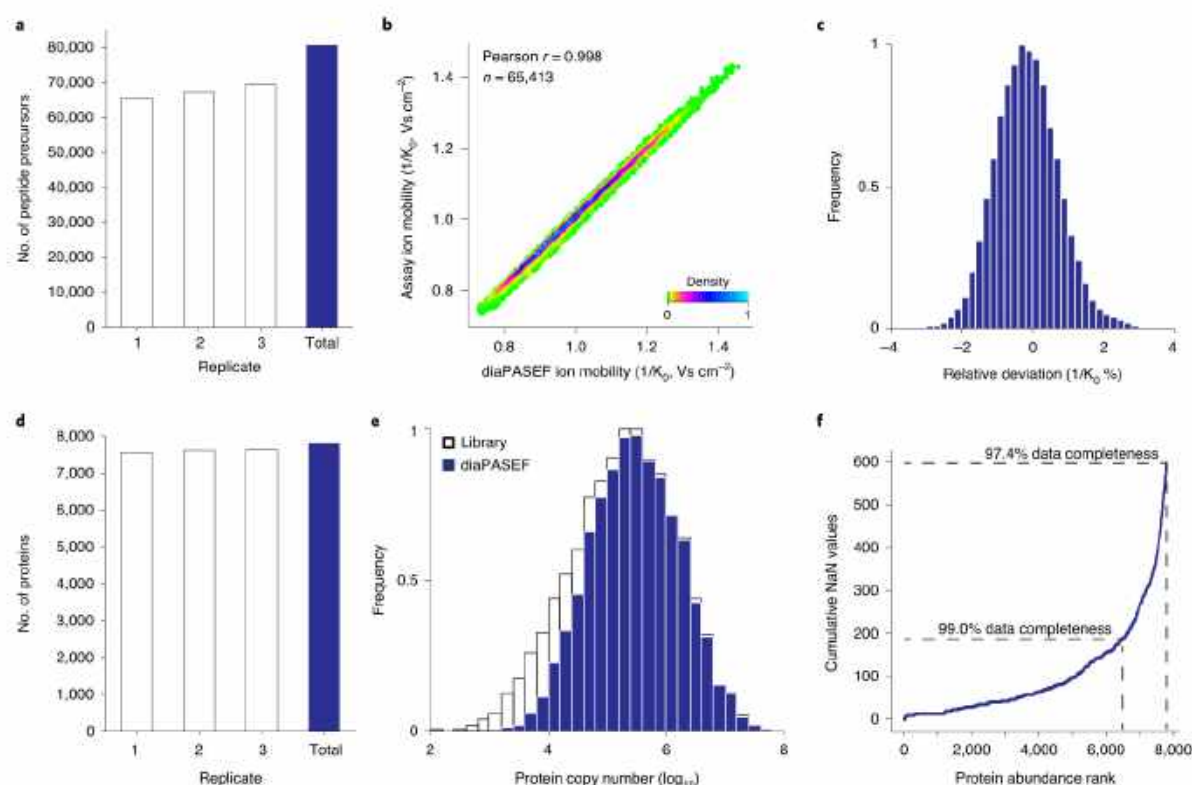 a
80,000
70,000
60,000
50,000
40,000
30,000
20,000
10,000
0
No. of peptide precursors
1 2 3 Total
Replicate
b
Pearson r = 0.998
n = 65,413
1.4
1.2
1.0
0.8
Assay ion mobility (1/K₀, Vs cm⁻²)
Density
0 1
0.8 1.0 1.2 1.4
diaPASEF ion mobility (1/K₀, Vs cm⁻²)
c
1
0.5
0
Frequency
−4 −2 0 2 4
Relative deviation (1/K₀ %)
d
8,000
7,000
6,000
5,000
4,000
3,000
2,000
1,000
0
No. of proteins
1 2 3 Total
Replicate
e
Library
diaPASEF
1
0.5
0
Frequency
2 4 6 8
Protein copy number (log₁₀)
f
97.4% data completeness
99.0% data completeness
600
500
400
300
200
100
0
Cumulative NaN values
0 2,000 4,000 6,000 8,000
Protein abundance rank